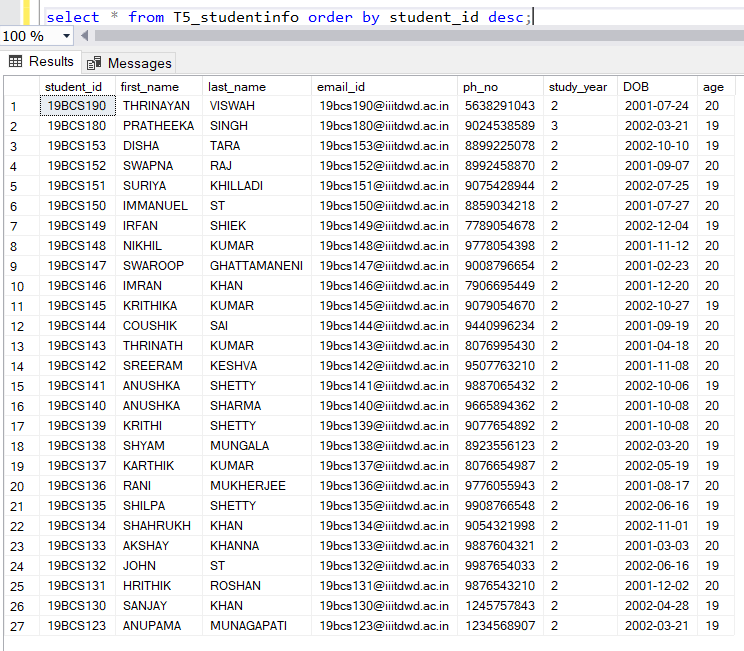 select * from T5_studentinfo order by student_id desc;
100 %
Results Messages
student_id first_name last_name email_id ph_no study_year DOB age
1 19BCS190 THRINAYAN VISWAH 19bcs190@iiitdwd.ac.in 5638291043 2 2001-07-24 20
2 19BCS180 PRATHEEKA SINGH 19bcs180@iiitdwd.ac.in 9024538589 3 2002-03-21 19
3 19BCS153 DISHA TARA 19bcs153@iiitdwd.ac.in 8899225078 2 2002-10-10 19
4 19BCS152 SWAPNA RAJ 19bcs152@iiitdwd.ac.in 8992458870 2 2001-09-07 20
5 19BCS151 SURIYA KHILLADI 19bcs151@iiitdwd.ac.in 9075428944 2 2002-07-25 19
6 19BCS150 IMMANUEL ST 19bcs150@iiitdwd.ac.in 8859034218 2 2001-07-27 20
7 19BCS149 IRFAN SHIEK 19bcs149@iiitdwd.ac.in 7789054678 2 2002-12-04 19
8 19BCS148 NIKHIL KUMAR 19bcs148@iiitdwd.ac.in 9778054398 2 2001-11-12 20
9 19BCS147 SWAROOP GHATTAMANENI 19bcs147@iiitdwd.ac.in 9008796654 2 2001-02-23 20
10 19BCS146 IMRAN KHAN 19bcs146@iiitdwd.ac.in 7906695449 2 2001-12-20 20
11 19BCS145 KRITHIKA KUMAR 19bcs145@iiitdwd.ac.in 9079054670 2 2002-10-27 19
12 19BCS144 COUSHIK SAI 19bcs144@iiitdwd.ac.in 9440996234 2 2001-09-19 20
13 19BCS143 THRINATH KUMAR 19bcs143@iiitdwd.ac.in 8076995430 2 2001-04-18 20
14 19BCS142 SREERAM KESHVA 19bcs142@iiitdwd.ac.in 9507763210 2 2001-11-08 20
15 19BCS141 ANUSHKA SHETTY 19bcs141@iiitdwd.ac.in 9887065432 2 2002-10-06 19
16 19BCS140 ANUSHKA SHARMA 19bcs140@iiitdwd.ac.in 9665894362 2 2001-10-08 20
17 19BCS139 KRITHI SHETTY 19bcs139@iiitdwd.ac.in 9077654892 2 2001-10-08 20
18 19BCS138 SHYAM MUNGALA 19bcs138@iiitdwd.ac.in 8923556123 2 2002-03-20 19
19 19BCS137 KARTHIK KUMAR 19bcs137@iiitdwd.ac.in 8076654987 2 2002-05-19 19
20 19BCS136 RANI MUKHERJEE 19bcs136@iiitdwd.ac.in 9776055943 2 2001-08-17 20
21 19BCS135 SHILPA SHETTY 19bcs135@iiitdwd.ac.in 9908766548 2 2002-06-16 19
22 19BCS134 SHAHRUKH KHAN 19bcs134@iiitdwd.ac.in 9054321998 2 2002-11-01 19
23 19BCS133 AKSHAY KHANNA 19bcs133@iiitdwd.ac.in 9887604321 2 2001-03-03 20
24 19BCS132 JOHN ST 19bcs132@iiitdwd.ac.in 9987654033 2 2002-06-16 19
25 19BCS131 HRITHIK ROSHAN 19bcs131@iiitdwd.ac.in 9876543210 2 2001-12-02 20
26 19BCS130 SANJAY KHAN 19bcs130@iiitdwd.ac.in 1245757843 2 2002-04-28 19
27 19BCS123 ANUPAMA MUNAGAPATI 19bcs123@iiitdwd.ac.in 1234568907 2 2002-03-21 19